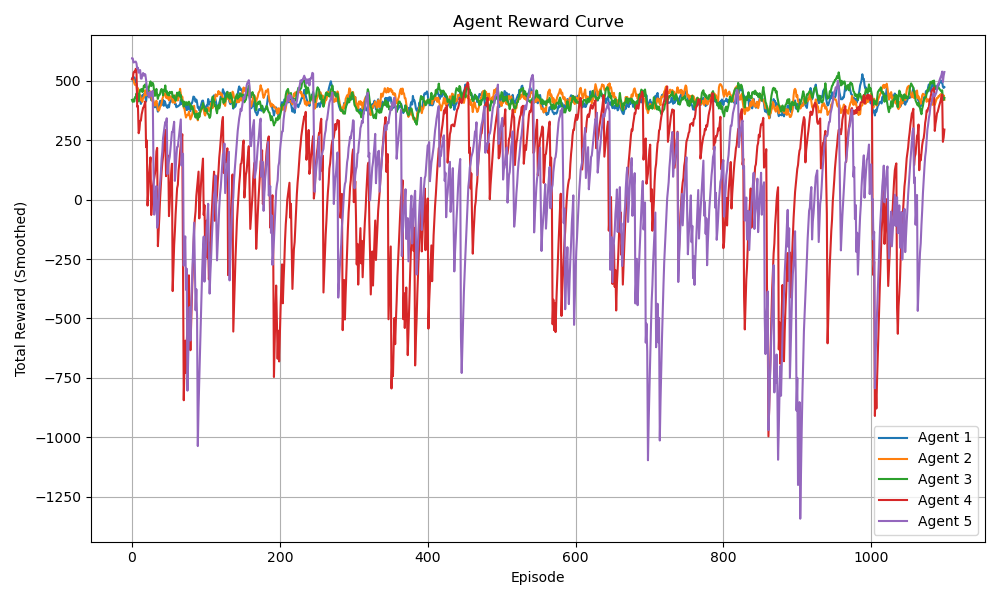 Agent Reward Curve
Total Reward (Smoothed)
500
250
0
−250
−500
−750
−1000
−1250
0
200
400
600
800
1000
Episode
Agent 1
Agent 2
Agent 3
Agent 4
Agent 5